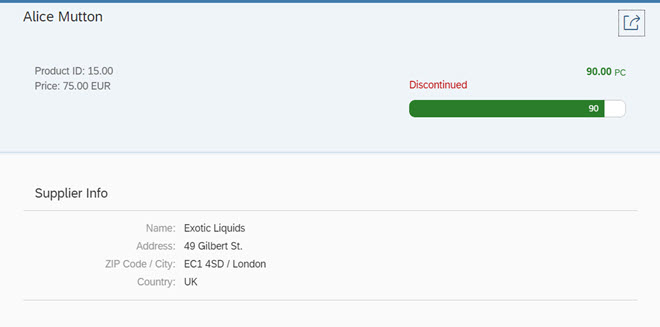 Alice Mutton
Product ID: 15.00
Price: 75.00 EUR
90.00 PC
Discontinued
90
Supplier Info
Name: Exotic Liquids
Address: 49 Gilbert St.
ZIP Code / City: EC1 4SD / London
Country: UK